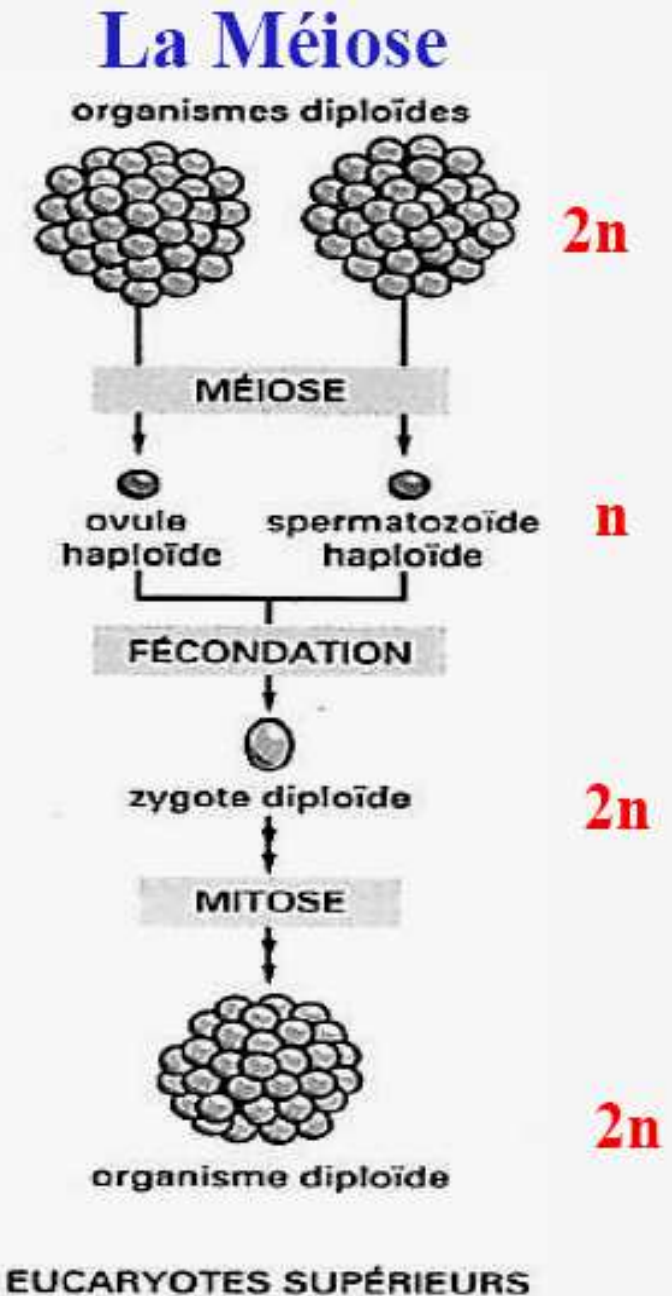 La Méiose
organismes diploïdes
2n
MÉIOSE
ovule spermatozoïde
haploïde haploïde
n
FÉCONDATION
zygote diploïde
2n
MITOSE
organisme diploïde
2n
EUCARYOTES SUPÉRIEURS